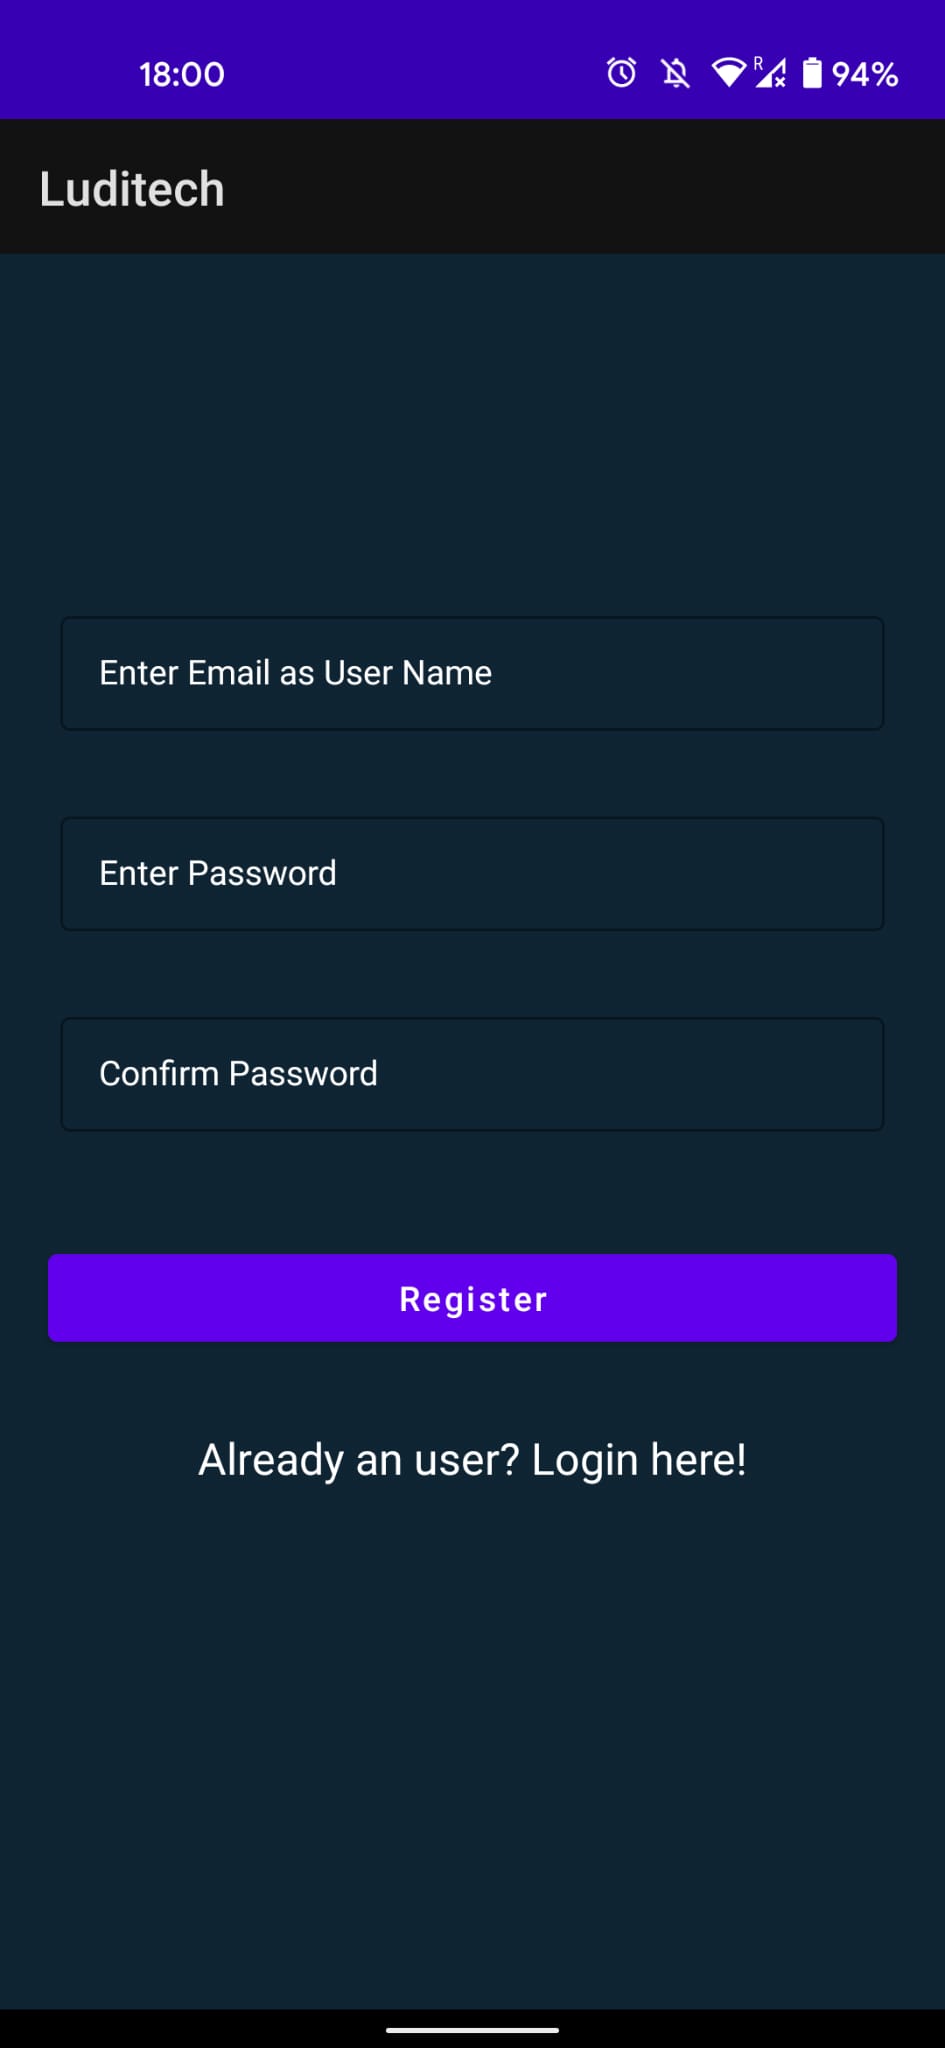 18:00 R 94%
Luditech
Enter Email as User Name
Enter Password
Confirm Password
Register
Already an user? Login here!